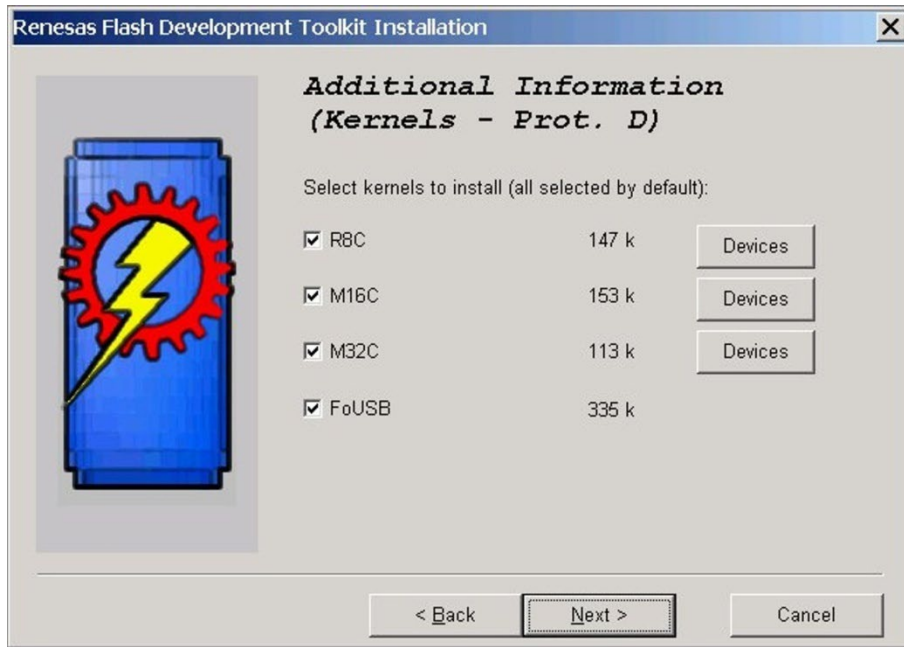 Renesas Flash Development Toolkit Installation
Additional Information
(Kernels - Prot. D)
Select kernels to install (all selected by default):
R8C 147 k Devices
M16C 153 k Devices
M32C 113 k Devices
FoUSB 335 k
< Back Next > Cancel